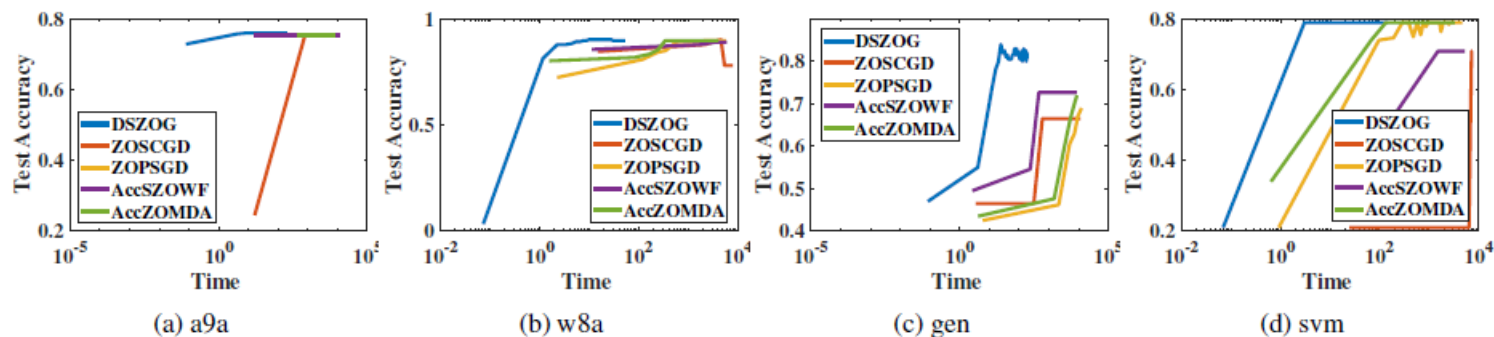 0.8
0.6
0.4
0.2
Test Accuracy
DSZOG
ZOSCGD
ZOPSGD
AccSZOWF
AccZOMDA
10^-5
10^0
10^5
Time
(a) a9a
1
0.5
0
Test Accuracy
DSZOG
ZOSCGD
ZOPSGD
AccSZOWF
AccZOMDA
10^-2
10^0
10^2
10^4
Time
(b) w8a
0.8
0.7
0.6
0.5
0.4
Test Accuracy
DSZOG
ZOSCGD
ZOPSGD
AccSZOWF
AccZOMDA
10^-5
10^0
10^5
Time
(c) gen
0.8
0.6
0.4
0.2
Test Accuracy
DSZOG
ZOSCGD
ZOPSGD
AccSZOWF
AccZOMDA
10^-2
10^0
10^2
10^4
Time
(d) svm